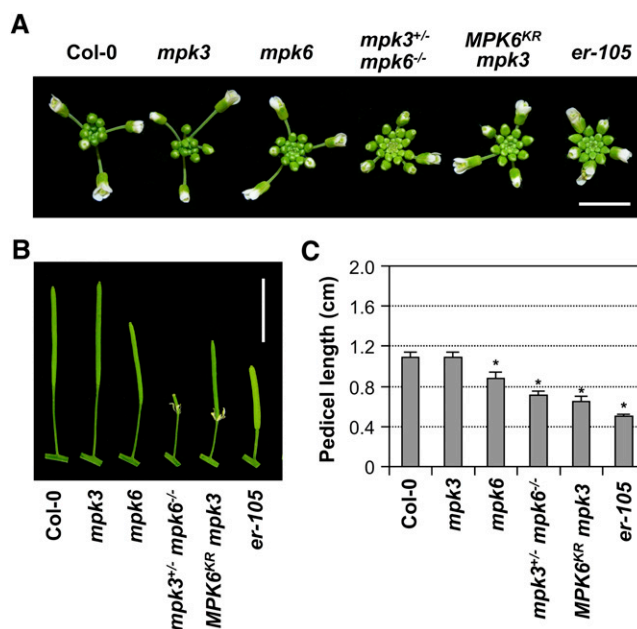 A
Col-0
mpk3
mpk6
mpk3+/-
mpk6-/-
MPK6KR
mpk3
er-105
B
Col-0
mpk3
mpk6
mpk3+/- mpk6-/-
MPK6KR mpk3
er-105
C
Pedicel length (cm)
2.0
1.6
1.2
0.8
0.4
0
*
*
*
*
Col-0
mpk3
mpk6
mpk3+/- mpk6-/-
MPK6KR mpk3
er-105